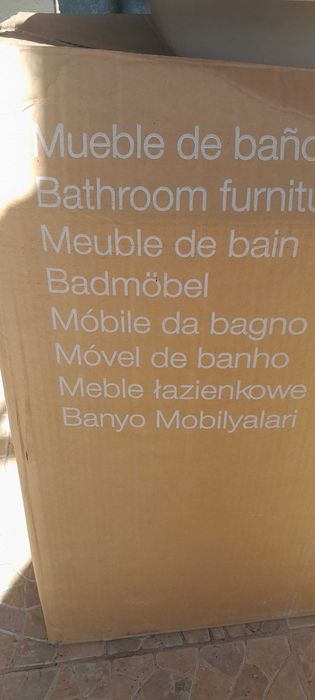 Mueble de baño
Bathroom furnitu
Meuble de bain
Badmöbel
Móbile da bagno
Móvel de banho
Meble łazienkowe
Banyo Mobilyalari